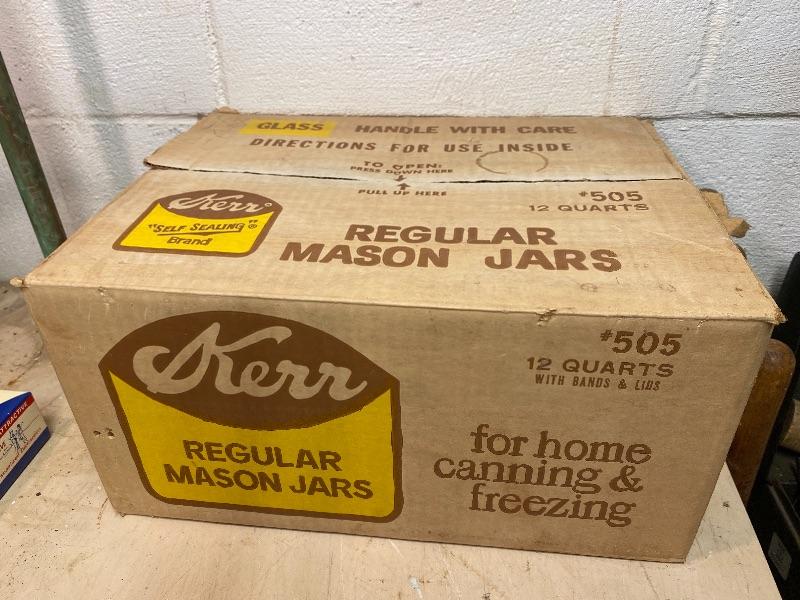 GLASS HANDLE WITH CARE
DIRECTIONS FOR USE INSIDE
TO OPEN:
PRESS DOWN HERE
PULL UP HERE
#505
12 QUARTS
Kerr®
"SELF SEALING"®
Brand
REGULAR
MASON JARS
Kerr
REGULAR
MASON JARS
#505
12 QUARTS
WITH BANDS & LIDS
for home
canning &
freezing